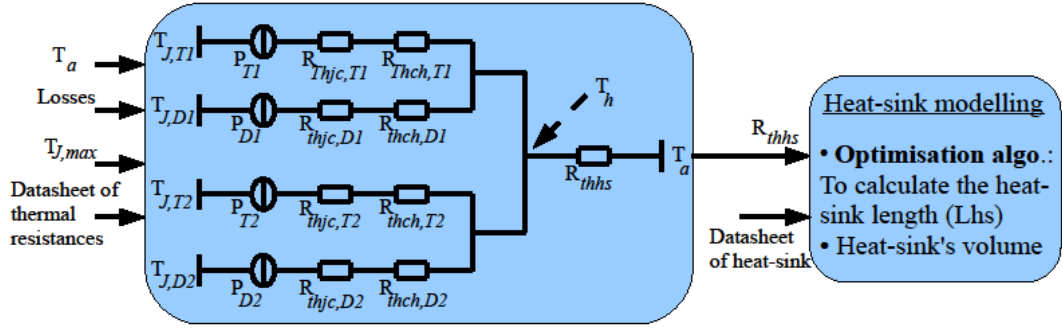 T_a
Losses
T_J,max
Datasheet of
thermal
resistances
T_J,T1
P_T1
R_Thjc,T1
R_Thch,T1
T_J,D1
P_D1
R_thjc,D1
R_thch,D1
T_J,T2
P_T2
R_thjc,T2
R_thch,T2
T_J,D2
P_D2
R_thjc,D2
R_thch,D2
T_h
R_thhs
T_a
R_thhs
Datasheet
of heat-sink
Heat-sink modelling
• Optimisation algo.:
To calculate the heat-
sink length (Lhs)
• Heat-sink's volume